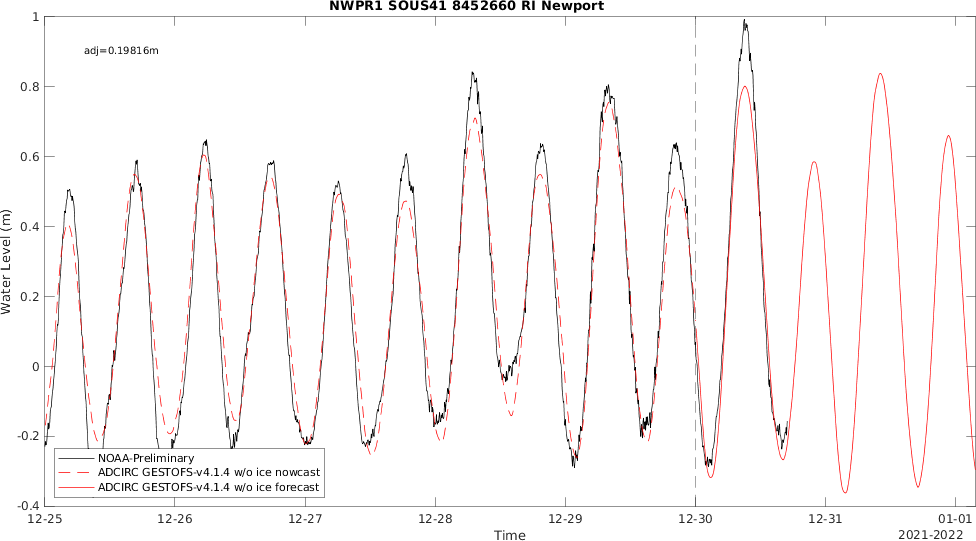 NWPR1 SOUS41 8452660 RI Newport
adj=0.19816m
1
0.8
0.6
0.4
0.2
0
-0.2
-0.4
Water Level (m)
NOAA-Preliminary
ADCIRC GESTOFS-v4.1.4 w/o ice nowcast
ADCIRC GESTOFS-v4.1.4 w/o ice forecast
12-25 12-26 12-27 12-28 12-29 12-30 12-31 01-01
Time
2021-2022